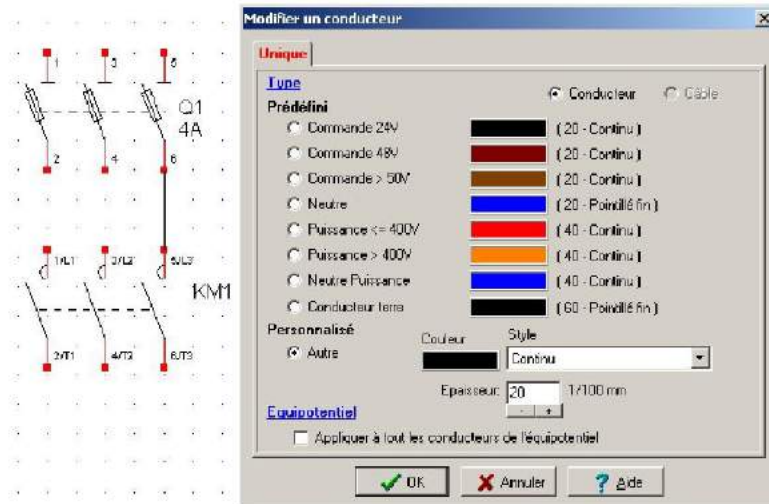 1 3 5
Q1
4A
2 4 6
1/L1 3/L2 5/L3
KM1
2/T1 4/T2 6/T3
Modifier un conducteur
Unique
Type
Conducteur Câble
Prédéfini
Commande 24V ( 20 - Continu )
Commande 48V ( 20 - Continu )
Commande > 50V ( 20 - Continu )
Neutre ( 20 - Pointillé fin )
Puissance <= 400V ( 40 - Continu )
Puissance > 400V ( 40 - Continu )
Neutre Puissance ( 40 - Continu )
Conducteur terre ( 60 - Pointillé fin )
Personnalisé
Couleur Style
Autre Continu
Epaisseur: 20 1/100 mm
- +
Equipotentiel
Appliquer à tout les conducteurs de l'équipotentiel
OK Annuler ? Aide